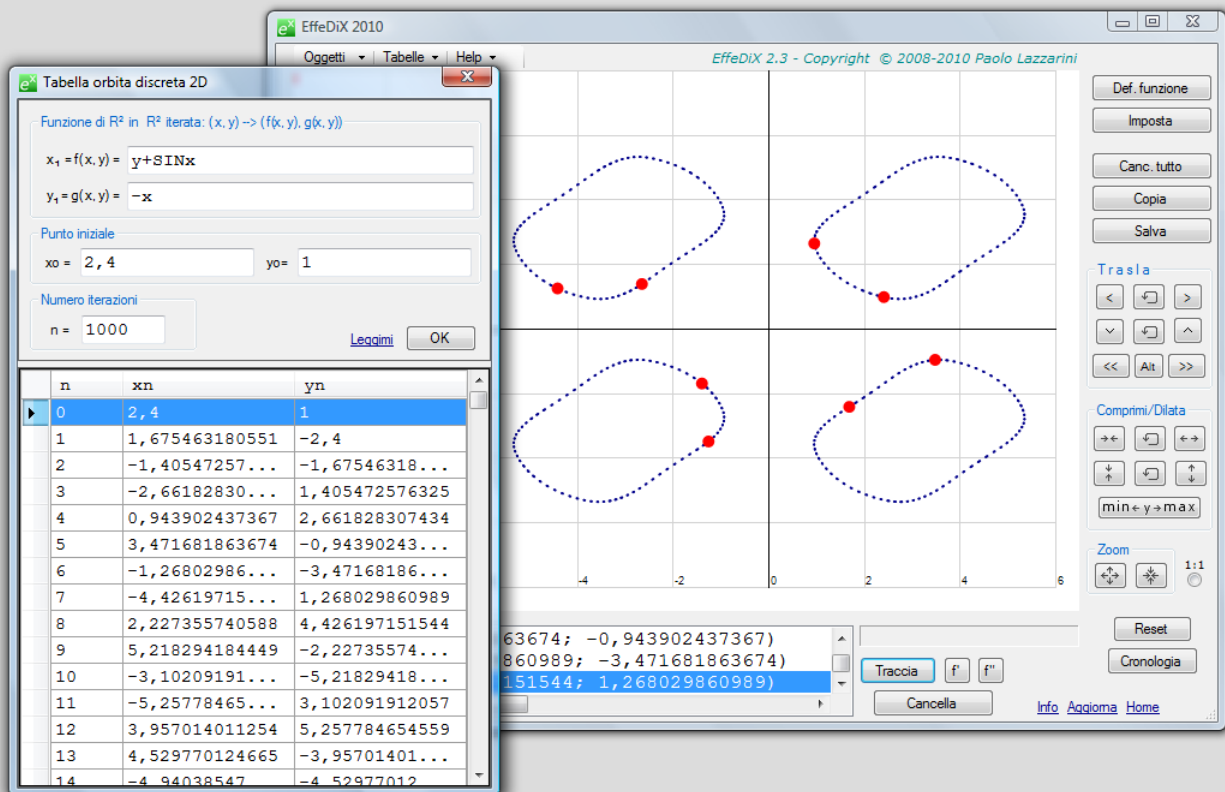 EffeDiX 2010
Oggetti Tabelle Help
EffeDiX 2.3 - Copyright © 2008-2010 Paolo Lazzarini
Tabella orbita discreta 2D
Funzione di R² in R² iterata: (x, y) --> (f(x, y), g(x, y))
x₁ =f(x, y) = y+SINx
y₁=g(x, y) = -x
Punto iniziale
xo = 2,4 yo= 1
Numero iterazioni
n = 1000
Leggimi OK
n xn yn
0 2,4 1
1 1,675463180551 -2,4
2 -1,40547257... -1,67546318...
3 -2,66182830... 1,405472576325
4 0,943902437367 2,661828307434
5 3,471681863674 -0,94390243...
6 -1,26802986... -3,47168186...
7 -4,42619715... 1,268029860989
8 2,227355740588 4,426197151544
9 5,218294184449 -2,22735574...
10 -3,10209191... -5,21829418...
11 -5,25778465... 3,102091912057
12 3,957014011254 5,257784654559
13 4,529770124665 -3,95701401...
14 -4,94038547... -4,52977012...
-4 -2 0 2 4 6
63674; -0,943902437367)
860989; -3,471681863674)
151544; 1,268029860989)
Def. funzione
Imposta
Canc. tutto
Copia
Salva
Trasla
< >
<< Alt >>
Comprimi/Dilata
min← y →max
Zoom
1:1
Reset
Cronologia
Traccia f' f''
Cancella
Info Aggiorna Home